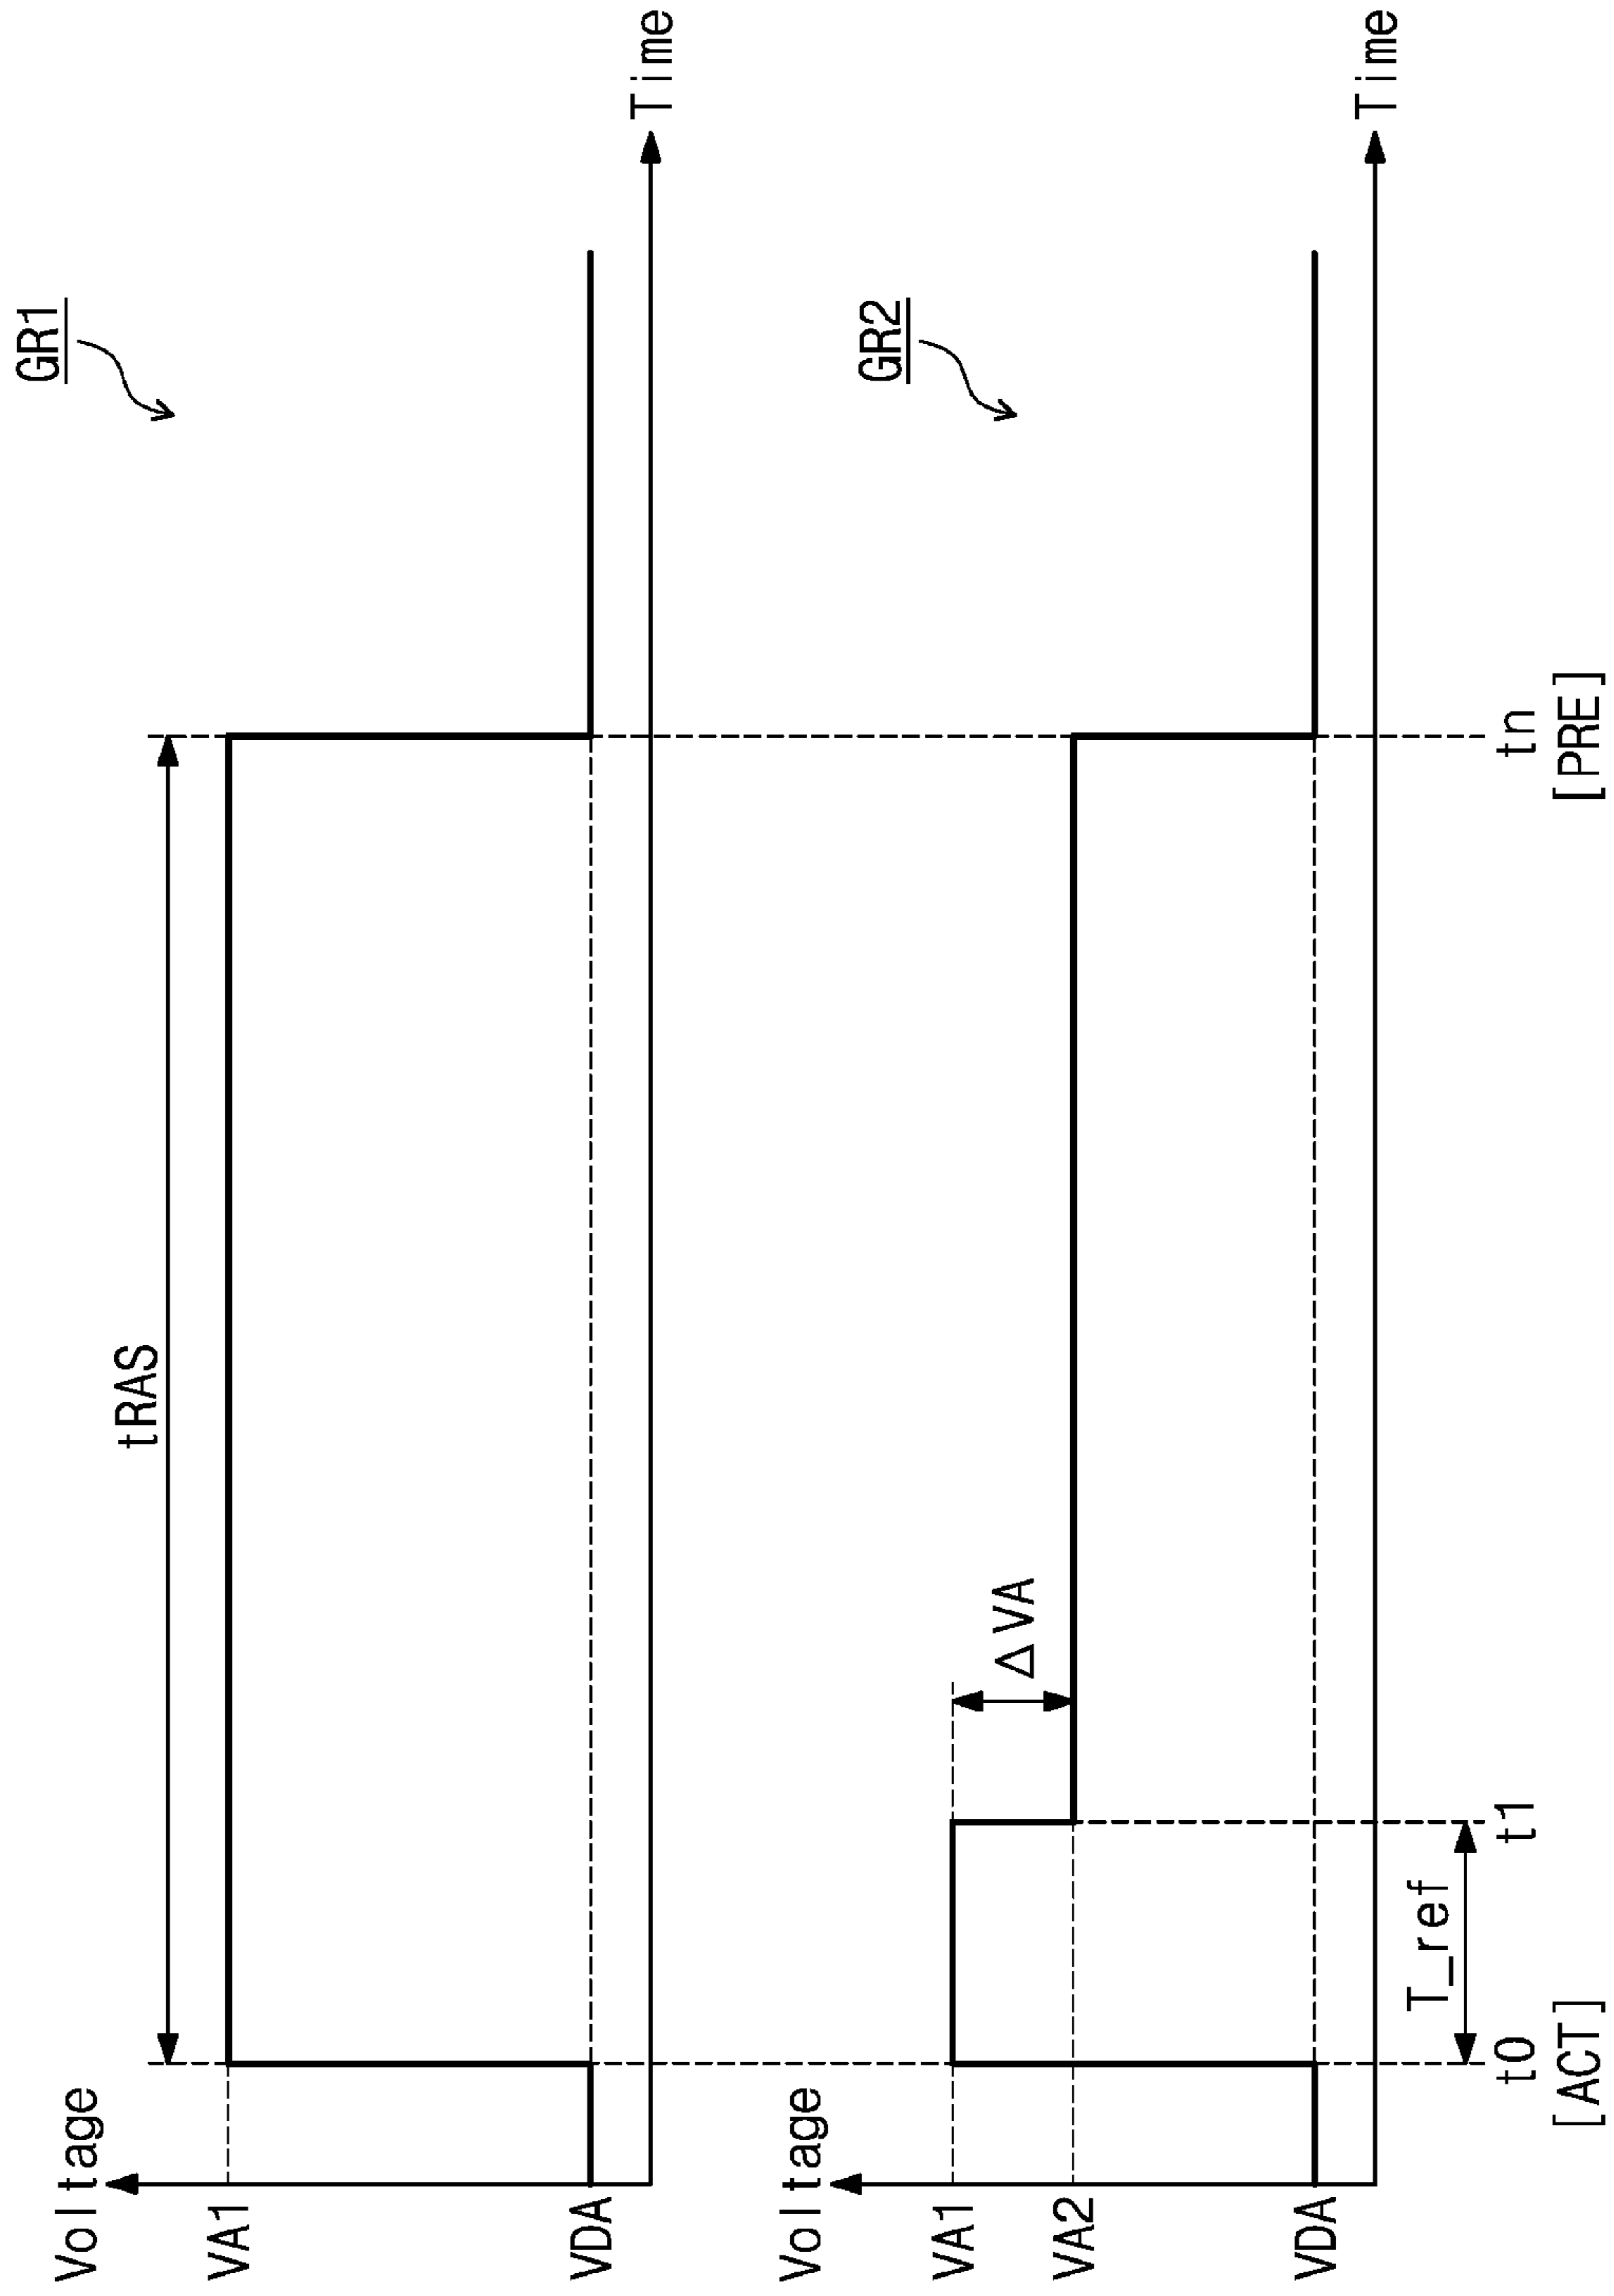 GR1
Voltage
tRAS
VA1
VDA
Time
GR2
Voltage
VA1
ΔVA
VA2
VDA
Time
T_ref
t0
t1
tn
[ACT]
[PRE]